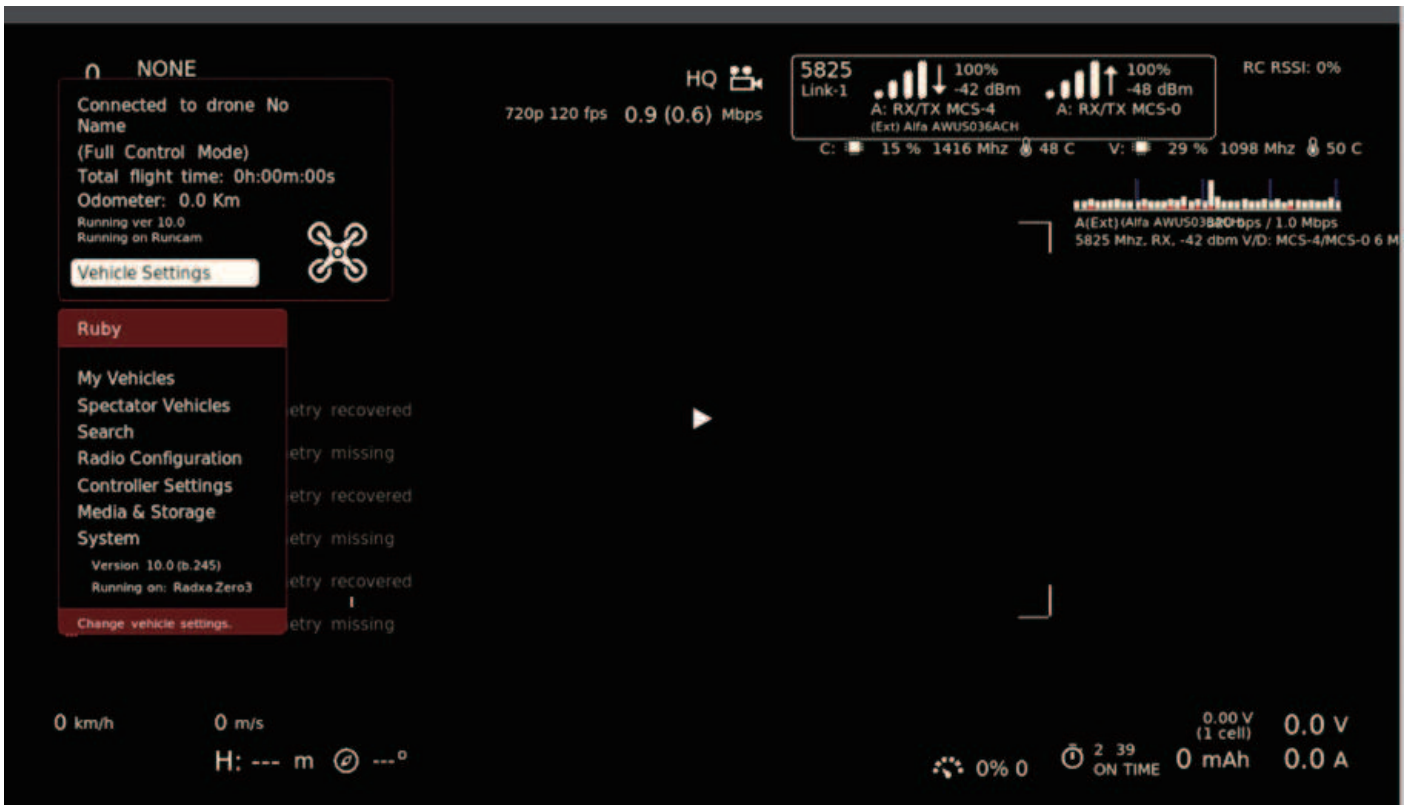 0 NONE
Connected to drone No
Name
(Full Control Mode)
Total flight time: 0h:00m:00s
Odometer: 0.0 Km
Running ver 10.0
Running on Runcam
Vehicle Settings
Ruby
My Vehicles
Spectator Vehicles
Search
Radio Configuration
Controller Settings
Media & Storage
System
Version 10.0 (b.245)
Running on: Radxa Zero3
Change vehicle settings.
etry recovered
etry missing
etry recovered
etry missing
etry recovered
etry missing
HQ
720p 120 fps 0.9 (0.6) Mbps
5825
Link-1
100%
-42 dBm
A: RX/TX MCS-4
(Ext) Alfa AWUS036ACH
100%
-48 dBm
A: RX/TX MCS-0
RC RSSI: 0%
C: 15 % 1416 Mhz 48 C V: 29 % 1098 Mhz 50 C
A(Ext) (Alfa bps / 1.0 Mbps
5825 Mhz, RX, -42 dbm V/D: MCS-4/MCS-0 6 M
0 km/h 0 m/s
H: --- m ---°
0% 0
2 39
ON TIME
0.00 V
(1 cell)
0 mAh
0.0 V
0.0 A